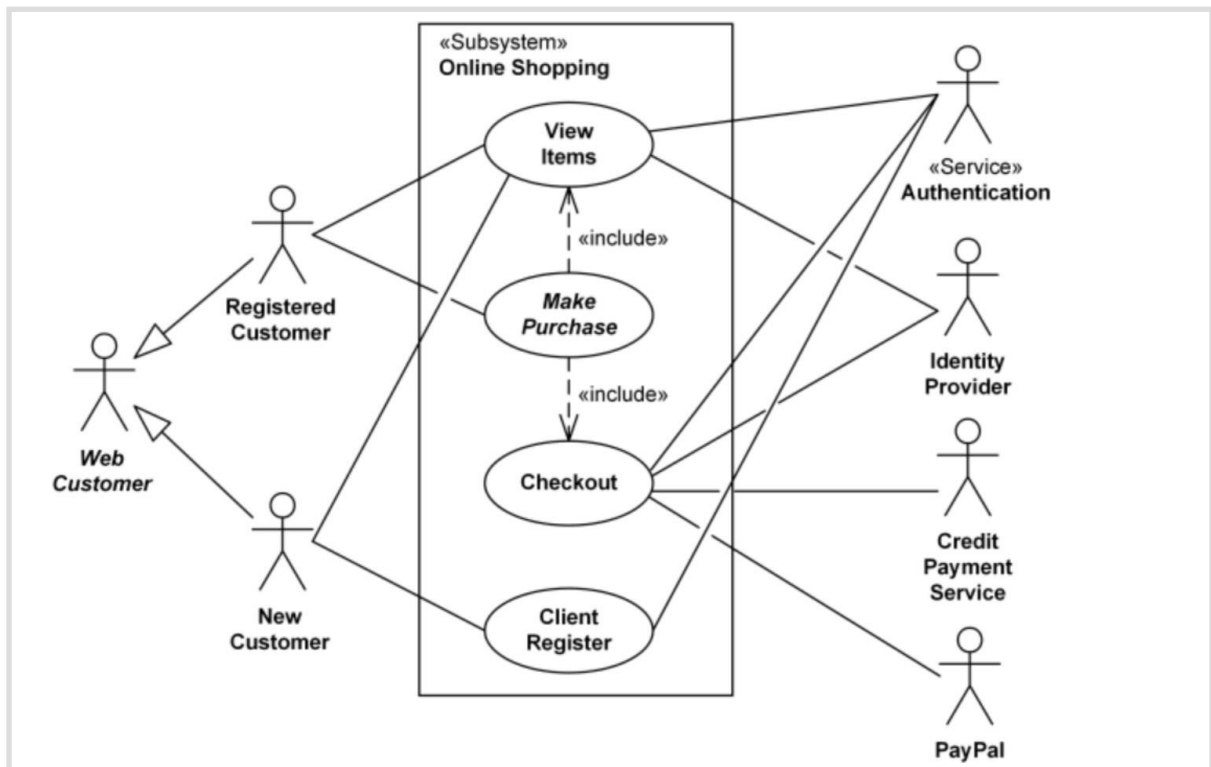 «Subsystem»
Online Shopping
View
Items
«include»
Make
Purchase
«include»
Checkout
Client
Register
Registered
Customer
Web
Customer
New
Customer
«Service»
Authentication
Identity
Provider
Credit
Payment
Service
PayPal